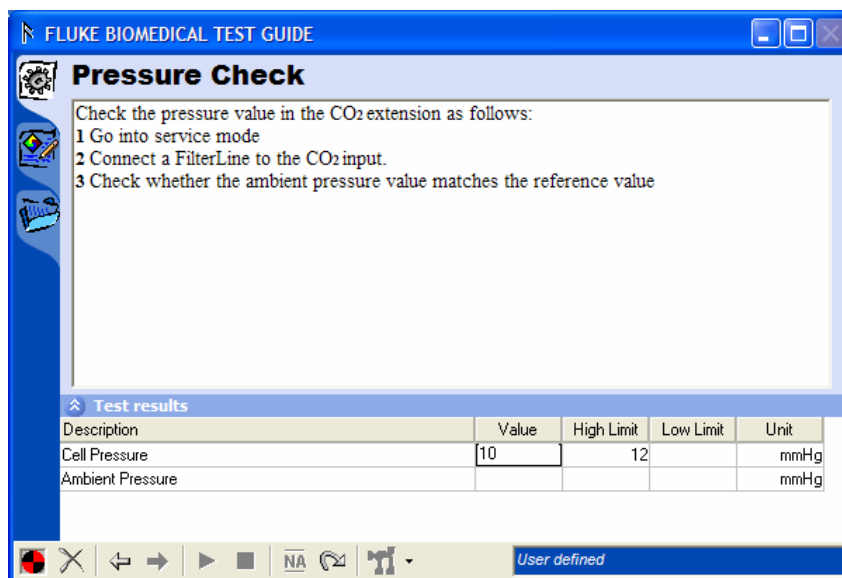 FLUKE BIOMEDICAL TEST GUIDE
Pressure Check
Check the pressure value in the CO2 extension as follows:
1 Go into service mode
2 Connect a FilterLine to the CO2 input.
3 Check whether the ambient pressure value matches the reference value
Test results
Description Value High Limit Low Limit Unit
Cell Pressure 10 12 mmHg
Ambient Pressure mmHg
NA
User defined